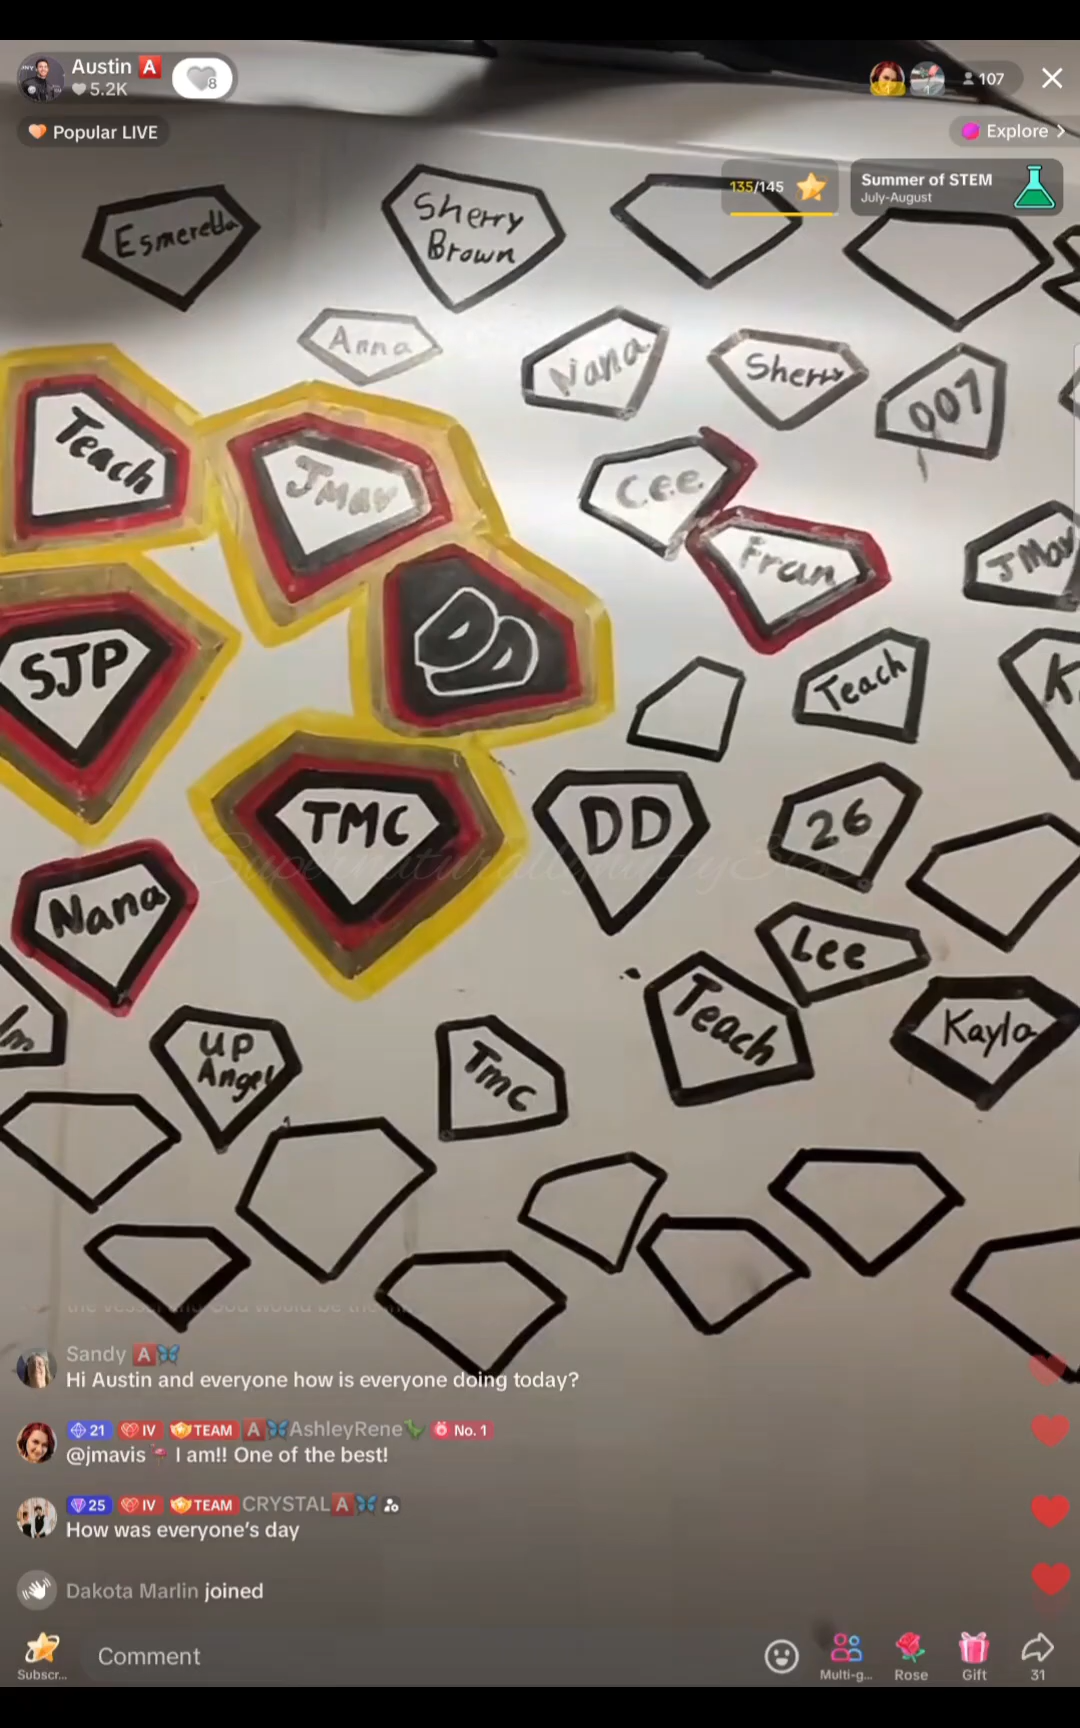 Austin A
5.2K
8
107
Popular LIVE
Explore >
135/145
Summer of STEM
July-August
Esmerelda
Sherry
Brown
Anna
Nana
Sherry
007
Teach
JMav
Cee
Fran
JMav
DD
SJP
Teach
K
TMC
DD
26
SupernaturallynuttyGiof
Nana
Lee
Teach
Kayla
Im
UP
Angel
Tmc
Sandy A
Hi Austin and everyone how is everyone doing today?
21 IV TEAM A AshleyRene No. 1
@jmavis I am!! One of the best!
25 IV TEAM CRYSTAL A
How was everyone's day
Dakota Marlin joined
Subscr...
Comment
Multi-g...
Rose
Gift
31